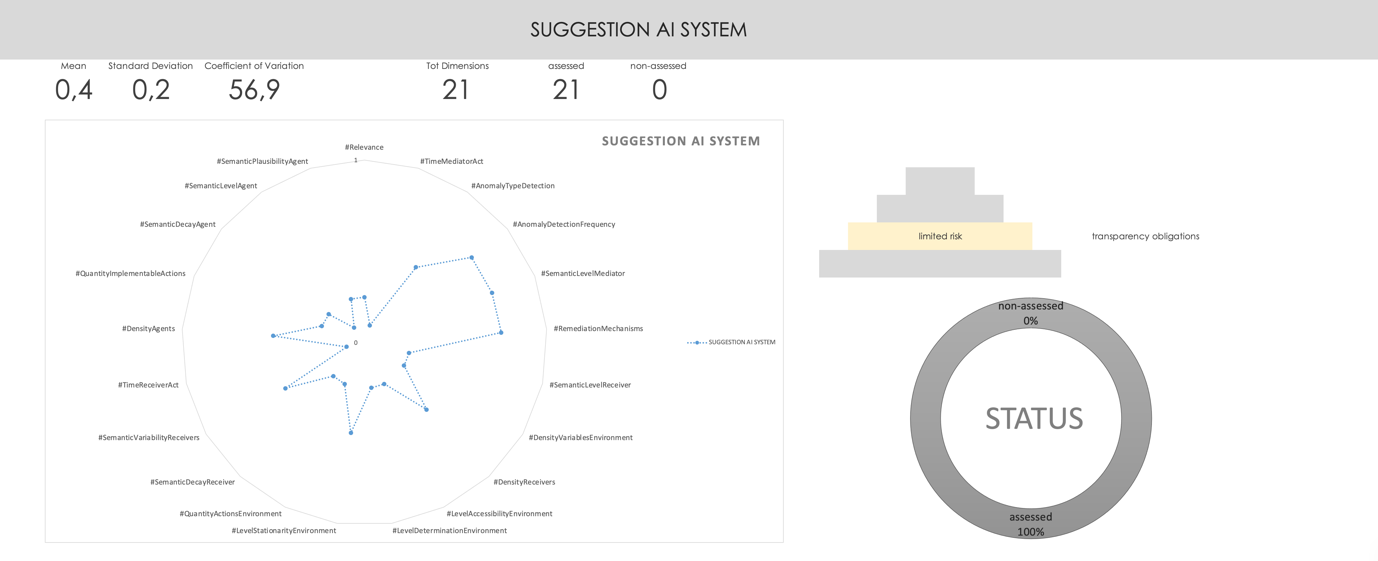 SUGGESTION AI SYSTEM
Mean Standard Deviation Coefficient of Variation Tot Dimensions assessed non-assessed
0,4 0,2 56,9 21 21 0
SUGGESTION AI SYSTEM
#Relevance
1
#TimeMediatorAct
#AnomalyTypeDetection
#AnomalyDetectionFrequency
#SemanticLevelMediator
#RemediationMechanisms
#SemanticLevelReceiver
#DensityVariablesEnvironment
#DensityReceivers
#LevelAccessibilityEnvironment
#LevelDeterminationEnvironment
#LevelStationarityEnvironment
#QuantityActionsEnvironment
#SemanticDecayReceiver
#SemanticVariabilityReceivers
#TimeReceiverAct
#DensityAgents
#QuantityImplementableActions
#SemanticDecayAgent
#SemanticLevelAgent
#SemanticPlausibilityAgent
0
SUGGESTION AI SYSTEM
limited risk
transparency obligations
non-assessed
0%
STATUS
assessed
100%